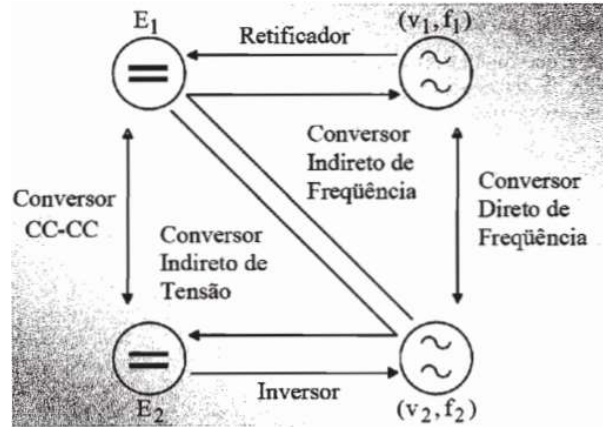 E1
(v1,f1)
Retificador
Conversor
Indireto de
Freqüência
Conversor
CC-CC
Conversor
Direto de
Freqüência
Conversor
Indireto de
Tensão
Inversor
E2
(v2,f2)